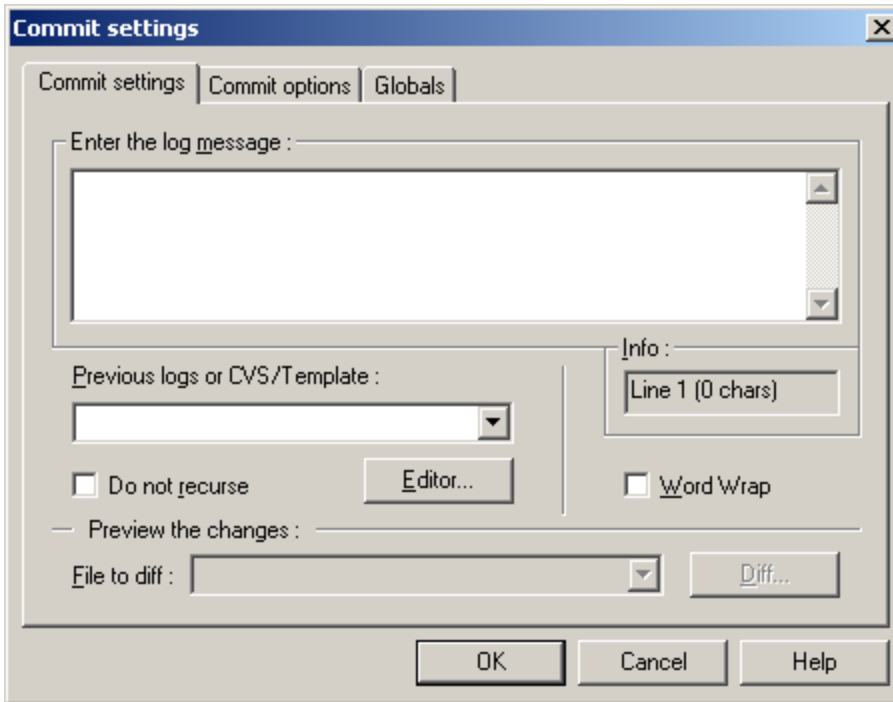 Commit settings
Commit settings Commit options Globals
Enter the log message :
Info :
Previous logs or CVS/Template :
Line 1 (0 chars)
Do not recurse Editor... Word Wrap
Preview the changes :
File to diff : Diff...
OK Cancel Help